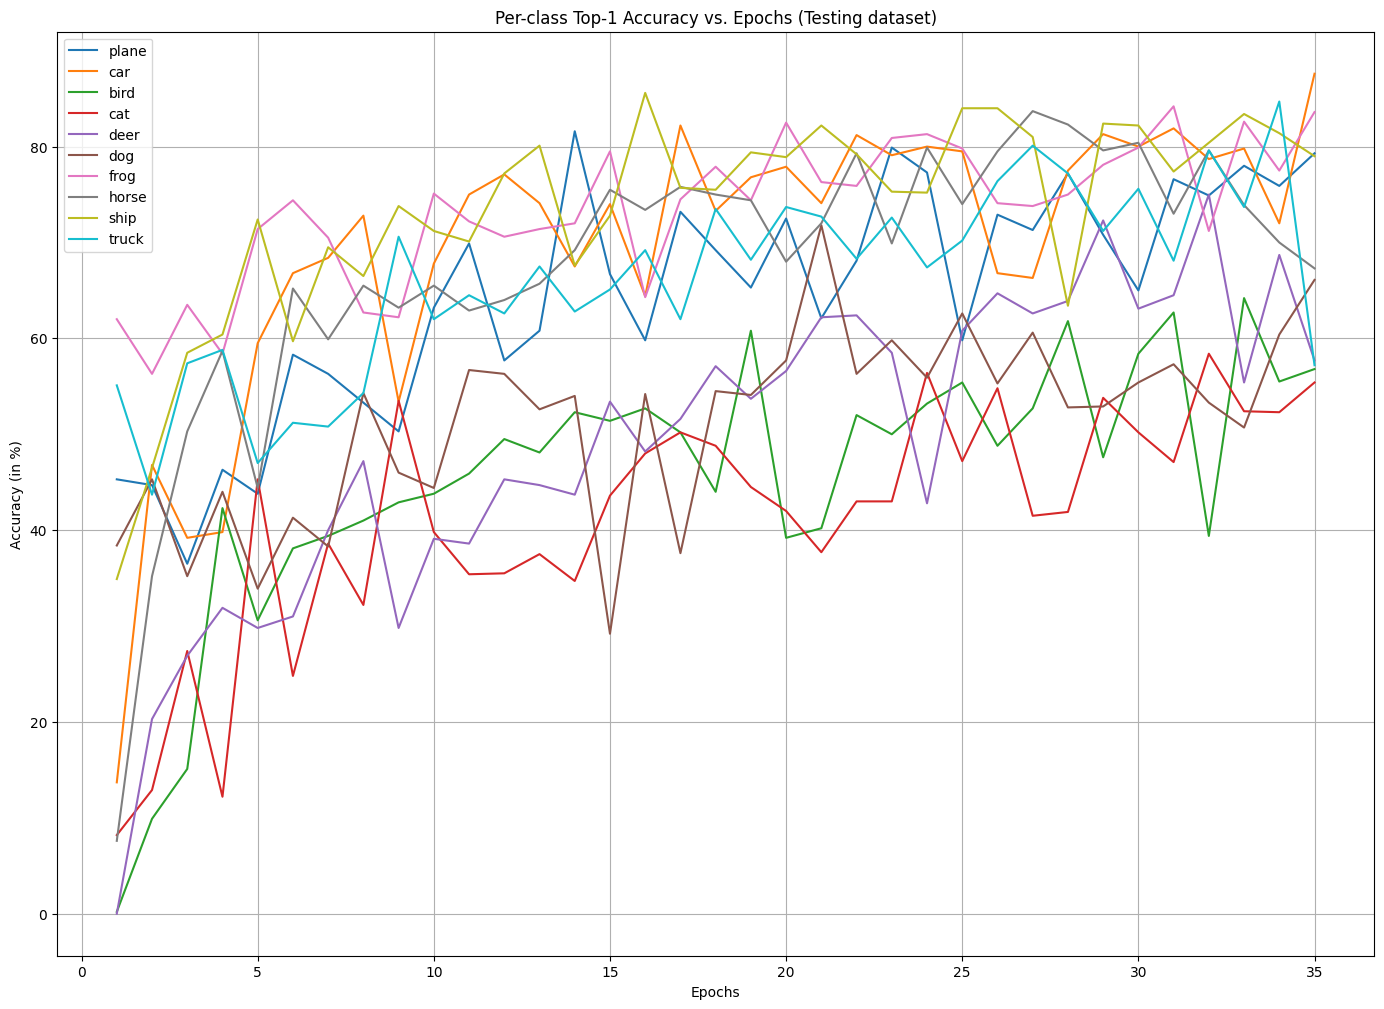 Per-class Top-1 Accuracy vs. Epochs (Testing dataset)
plane
car
bird
cat
deer
dog
frog
horse
ship
truck
80
60
40
20
0
Accuracy (in %)
0 5 10 15 20 25 30 35
Epochs